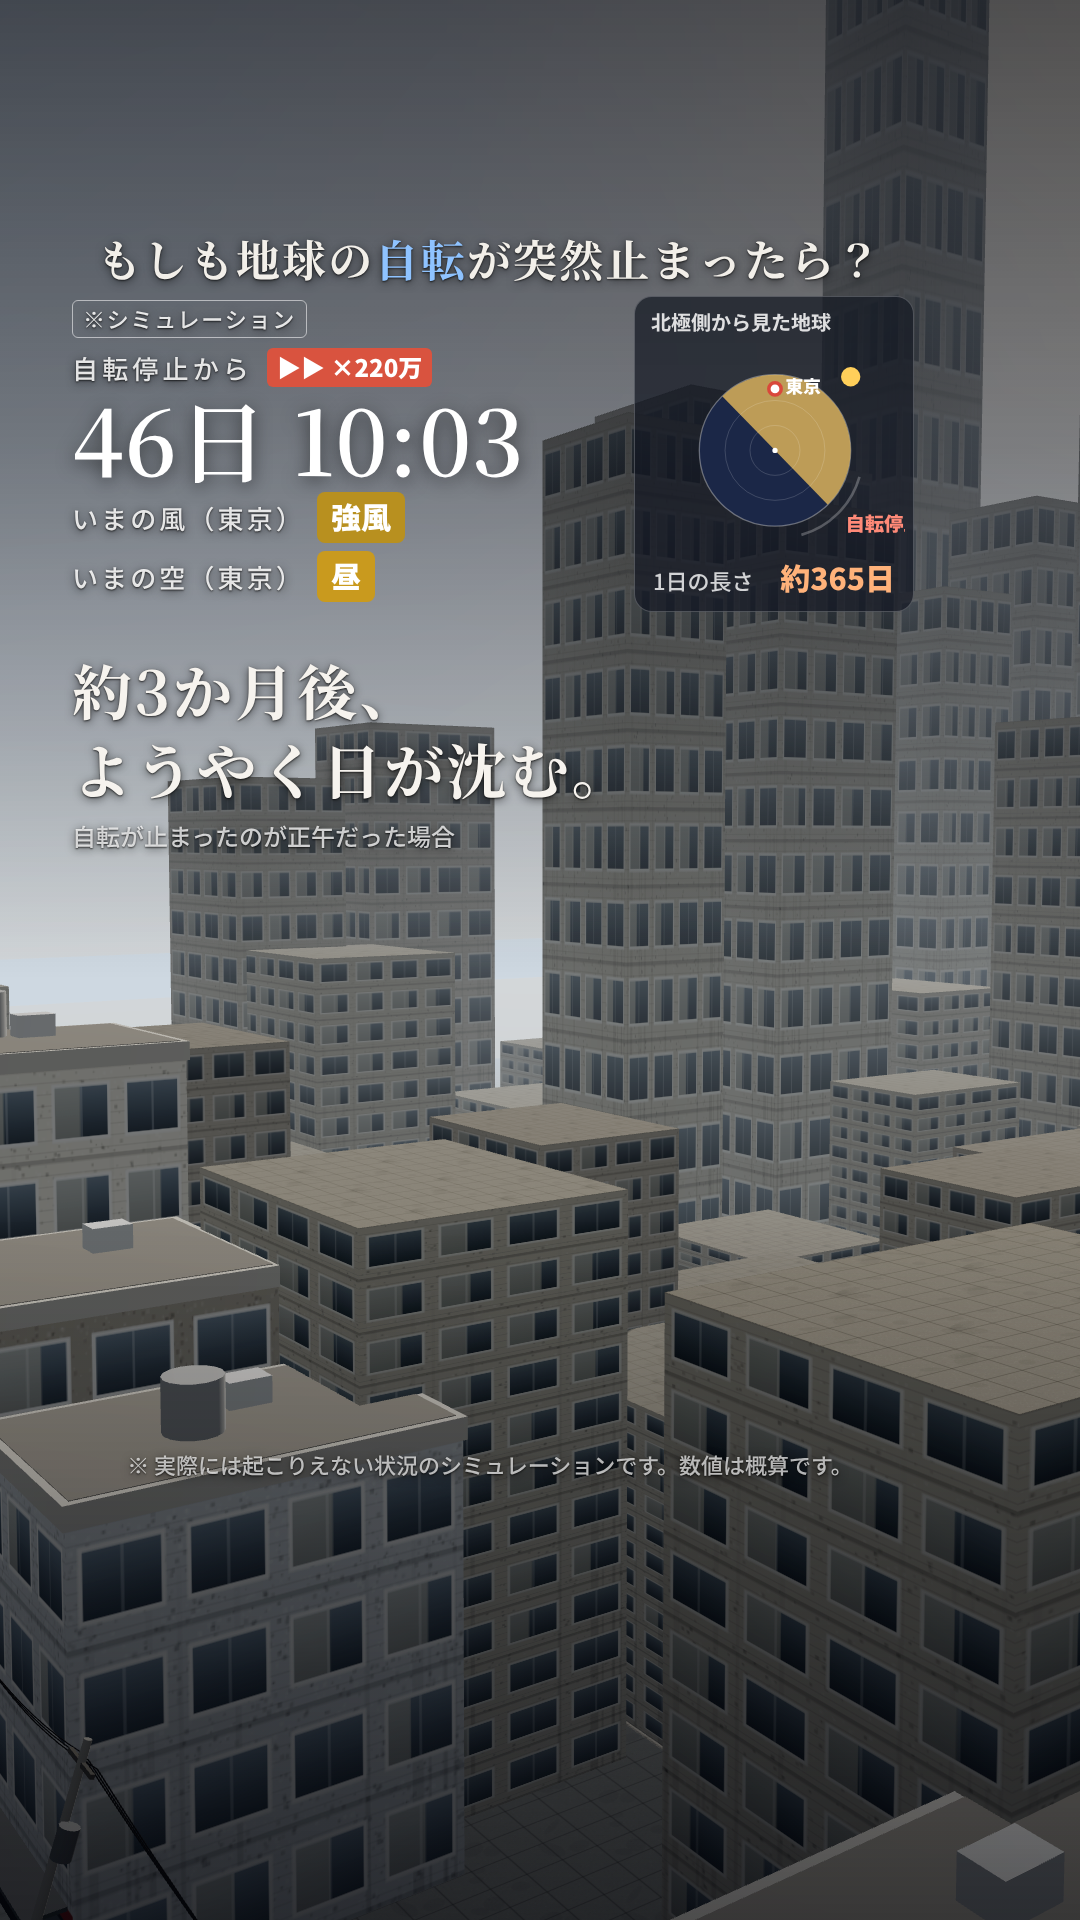 もしも地球の自転が突然止まったら？
※シミュレーション
自転停止から ▶▶ ×220万
46日 10:03
いまの風（東京） 強風
いまの空（東京） 昼
北極側から見た地球
東京
自転停
1日の長さ 約365日
約3か月後、
ようやく日が沈む。
自転が止まったのが正午だった場合
※ 実際には起こりえない状況のシミュレーションです。数値は概算です。